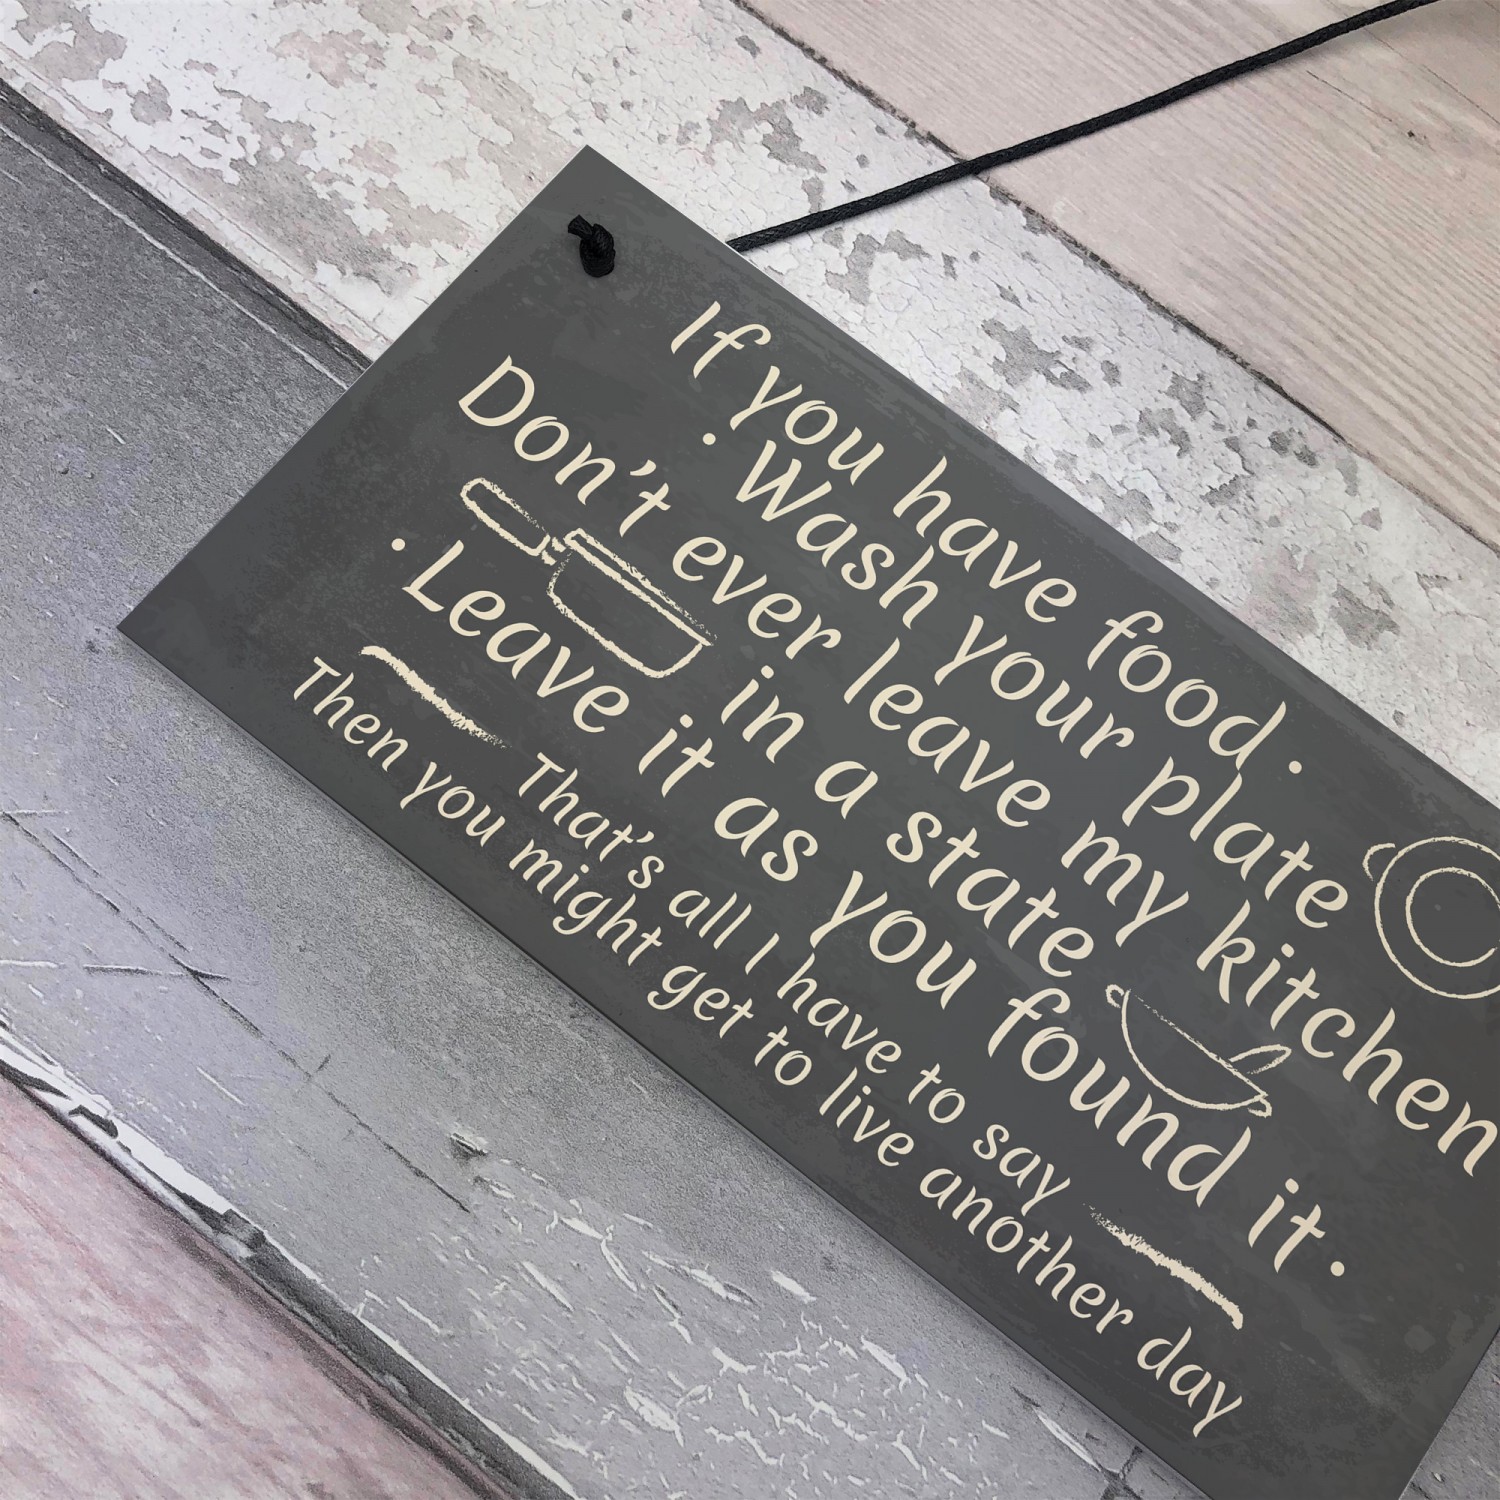 If you have food.
· Wash your plate
Don't ever leave my kitchen
in a state
· Leave it as you found it.
That's all I have to say
Then you might get to live another day